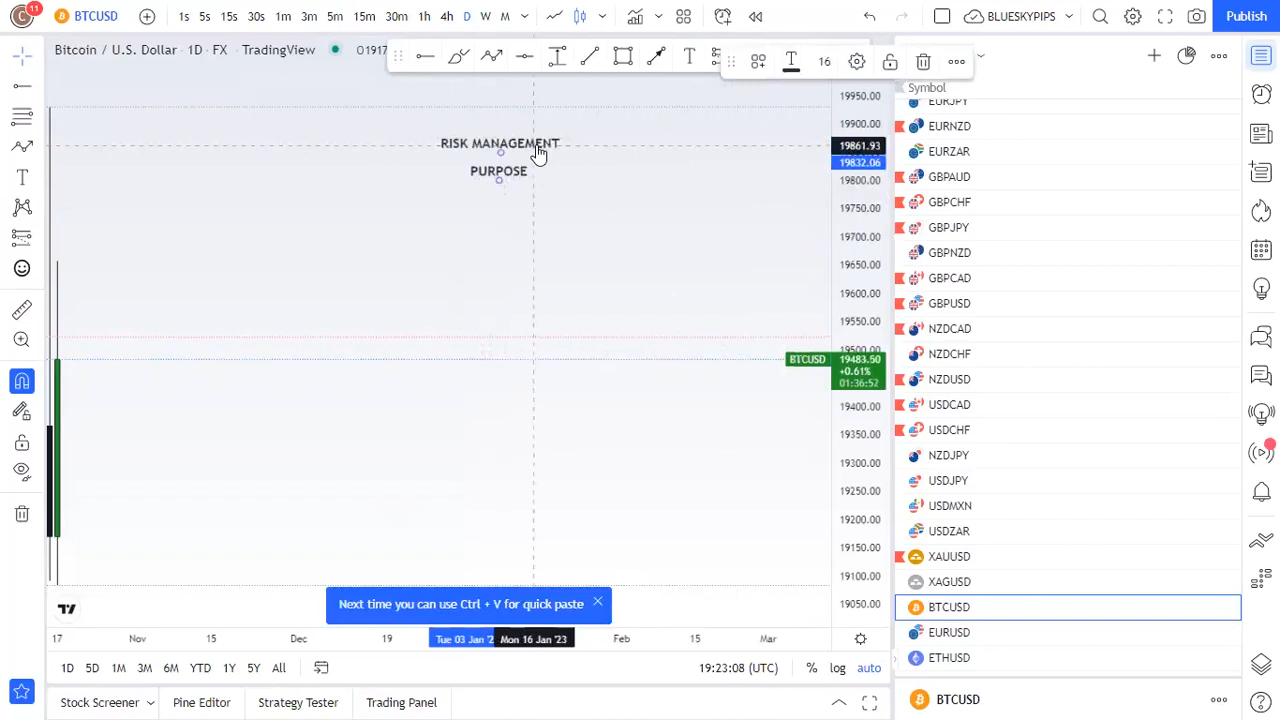 C 11 BTCUSD 1s 5s 15s 30s 1m 3m 5m 15m 30m 1h 4h D W M BLUESKYPIPS Publish
Bitcoin / U.S. Dollar · 1D · FX · TradingView O1917
T 16
Symbol
RISK MANAGEMENT
PURPOSE
19950.00
19900.00
19861.93
19832.06
19800.00
19750.00
19700.00
19650.00
19600.00
19550.00
19500.00
BTCUSD 19483.50
+0.61%
01:36:52
19400.00
19350.00
19300.00
19250.00
19200.00
19150.00
19100.00
19050.00
EURJPY
EURNZD
EURZAR
GBPAUD
GBPCHF
GBPJPY
GBPNZD
GBPCAD
GBPUSD
NZDCAD
NZDCHF
NZDUSD
USDCAD
USDCHF
NZDJPY
USDJPY
USDMXN
USDZAR
XAUUSD
XAGUSD
BTCUSD
EURUSD
ETHUSD
Next time you can use Ctrl + V for quick paste
17 Nov 15 Dec 19 Tue 03 Jan '2 Mon 16 Jan '23 Feb 15 Mar
1D 5D 1M 3M 6M YTD 1Y 5Y All 19:23:08 (UTC) % log auto
Stock Screener Pine Editor Strategy Tester Trading Panel
BTCUSD